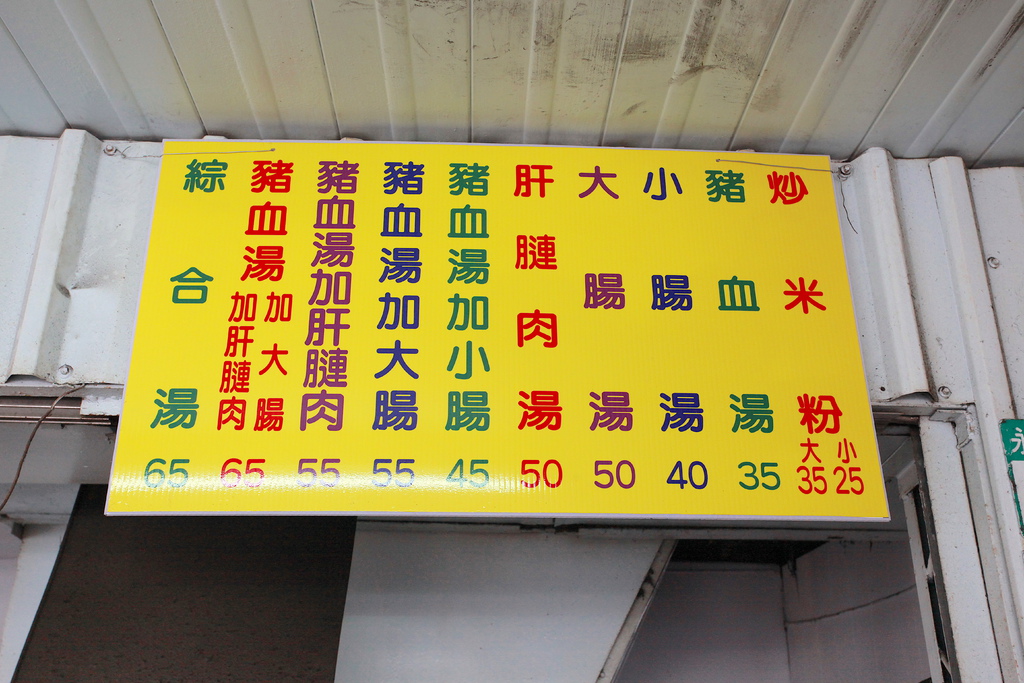 炒米粉 大35 小25
豬血湯 35
小腸湯 40
大腸湯 50
肝膁肉湯 50
豬血湯加小腸 45
豬血湯加大腸 55
豬血湯加肝膁肉 55
豬血湯加大腸加肝膁肉 65
綜合湯 65